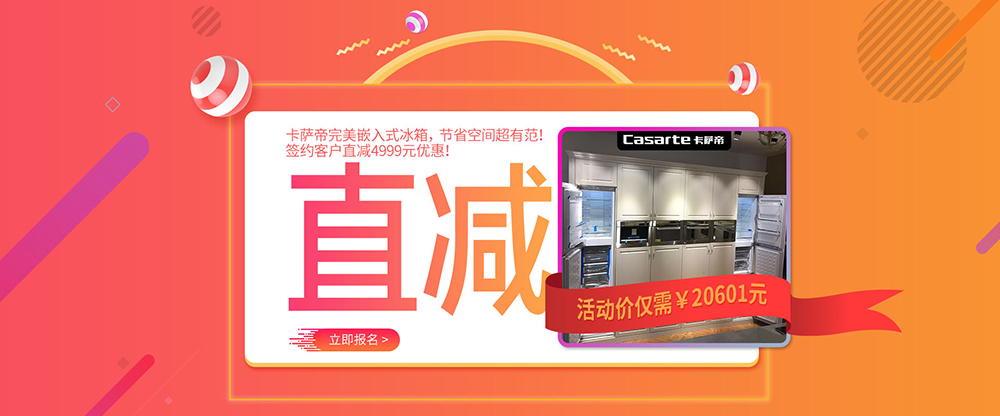 卡萨帝完美嵌入式冰箱，节省空间超有范！
签约客户直减4999元优惠！
直减
立即报名 >
Casarte 卡萨帝
活动价仅需￥20601元